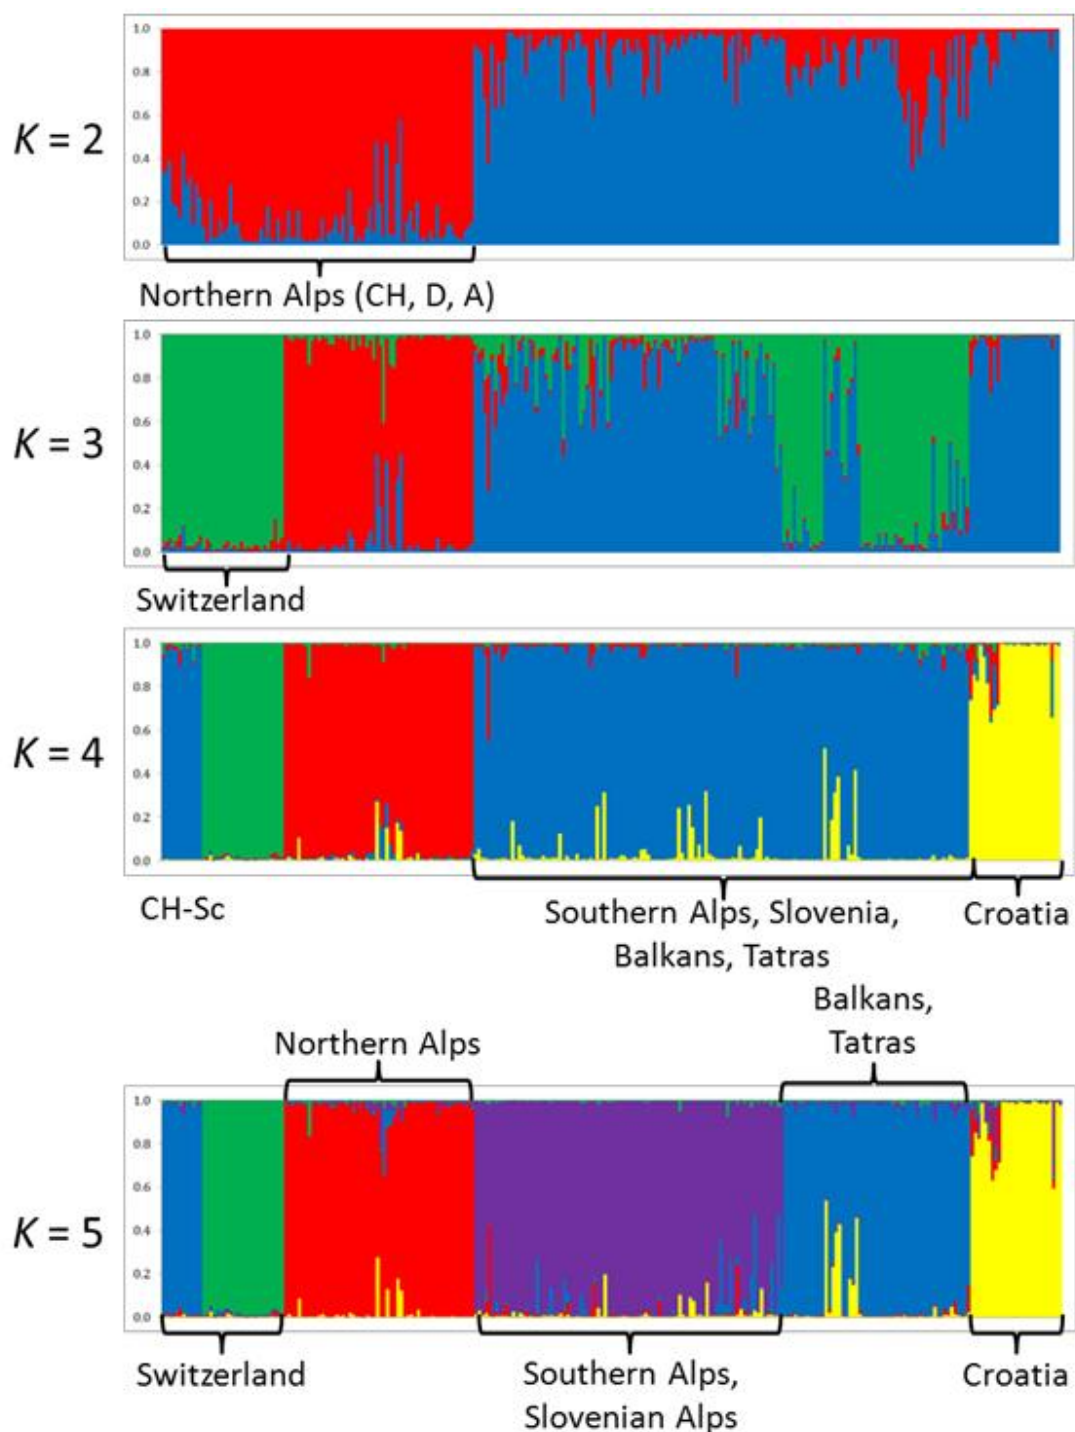 1.0
0.8
K = 2
0.6
0.4
0.2
0.0
Northern Alps (CH, D, A)
1.0
0.8
K = 3
0.6
0.4
0.2
0.0
Switzerland
1.0
0.8
K = 4
0.6
0.4
0.2
0.0
CH-Sc
Southern Alps, Slovenia,
Balkans, Tatras
Croatia
Balkans,
Tatras
Northern Alps
1.0
0.8
0.6
K = 5
0.4
0.2
0.0
Switzerland
Southern Alps,
Slovenian Alps
Croatia